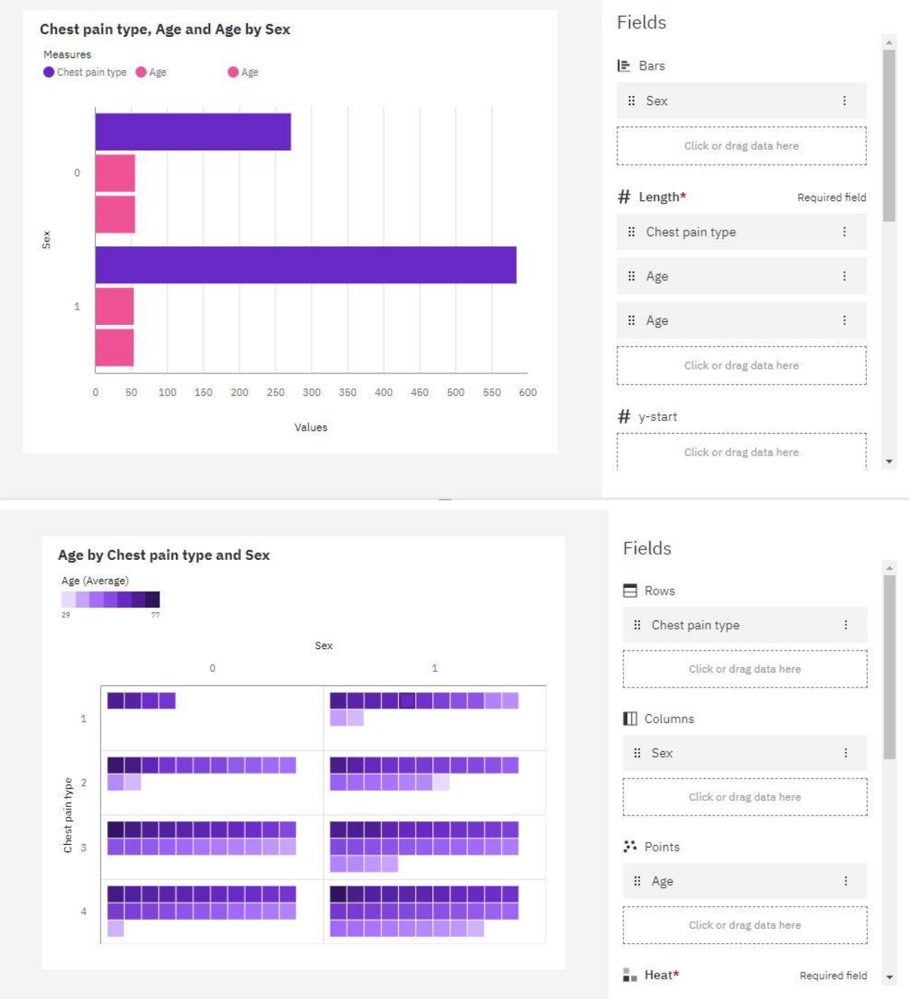 Chest pain type, Age and Age by Sex
Measures
Chest pain type Age Age
0
1
Sex
0 50 100 150 200 250 300 350 400 450 500 550 600
Values
Fields
Bars
Sex
Click or drag data here
# Length* Required field
Chest pain type
Age
Age
Click or drag data here
# y-start
Click or drag data here
Age by Chest pain type and Sex
Age (Average)
29 77
Sex
0 1
1
2
3
4
Chest pain type
Fields
Rows
Chest pain type
Click or drag data here
Columns
Sex
Click or drag data here
Points
Age
Click or drag data here
Heat* Required field